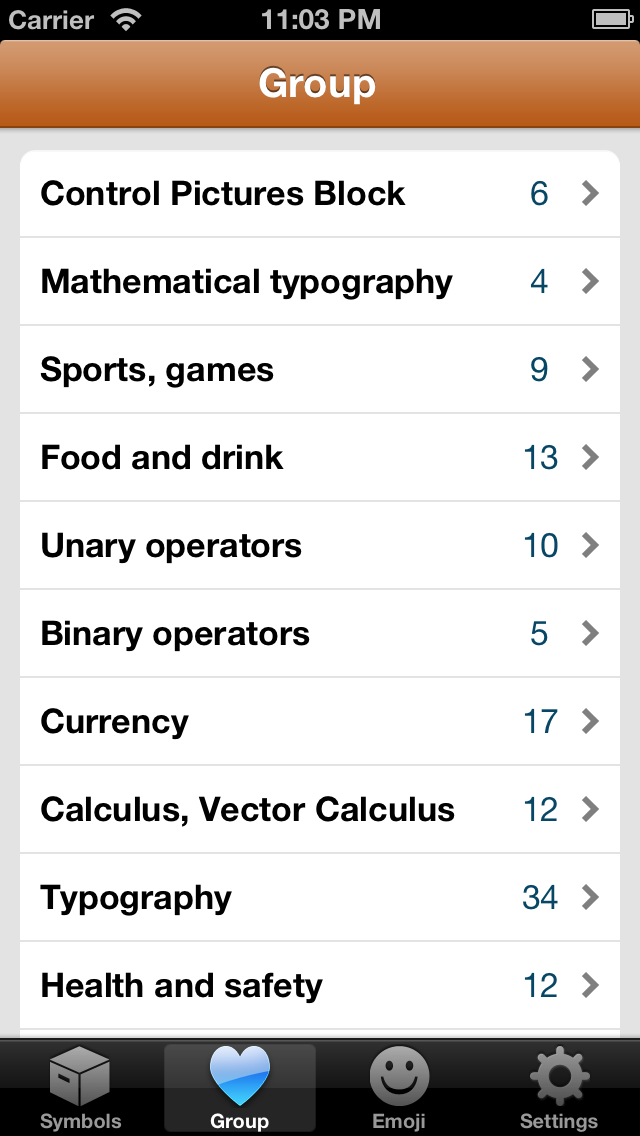 Carrier 11:03 PM
Group
Control Pictures Block 6
Mathematical typography 4
Sports, games 9
Food and drink 13
Unary operators 10
Binary operators 5
Currency 17
Calculus, Vector Calculus 12
Typography 34
Health and safety 12
Symbols Group Emoji Settings